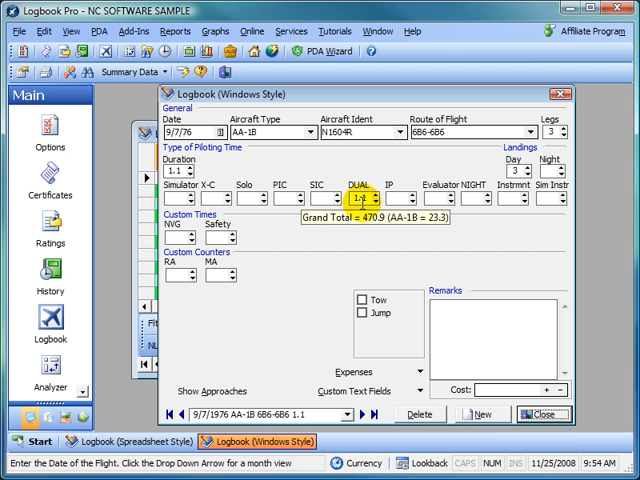 Logbook Pro - NC SOFTWARE SAMPLE
File Edit View PDA Add-Ins Reports Graphs Currency Tools Internet Windows Help Affiliate Program
PDA Wizard
Summary Data
Main
Options
Certificates
Ratings
History
Logbook
Analyzer
Logbook (Windows Style)
General
Date Aircraft Type Aircraft Ident Route of Flight Legs
9/7/76 AA-1B N1604R 6B6-6B6 3
Type of Piloting Time Landings
Duration Day Night
1.1 3
Simulator X-C Solo PIC SIC DUAL IP Evaluator NIGHT Instrmnt Sim Instr
1.1
Grand Total = 470.9 (AA-1B = 23.3)
Custom Times
NVG Safety
Custom Counters
RA MA
Tow
Jump
Remarks
Expenses
Show Approaches Custom Text Fields Cost:
9/7/1976 AA-1B 6B6-6B6 1.1 Delete New Close
Start Logbook (Spreadsheet Style) Logbook (Windows Style)
Enter the Date of the Flight. Click the Drop Down Arrow for a month view Currency Lookback CAPS NUM INS 11/25/2008 9:54 AM